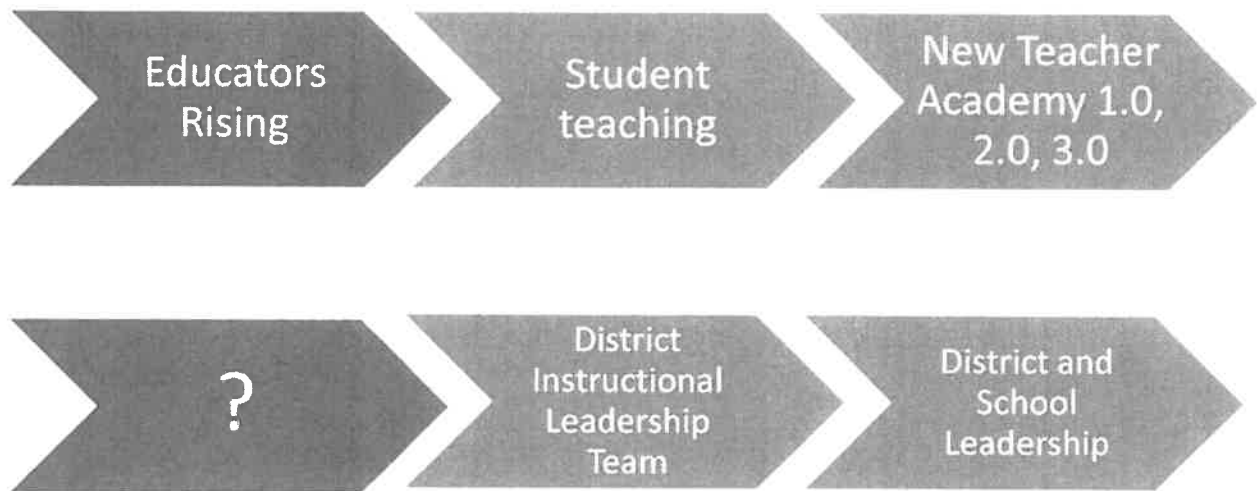 Educators
Rising
Student
teaching
New Teacher
Academy 1.0,
2.0, 3.0
?
District
Instructional
Leadership
Team
District and
School
Leadership